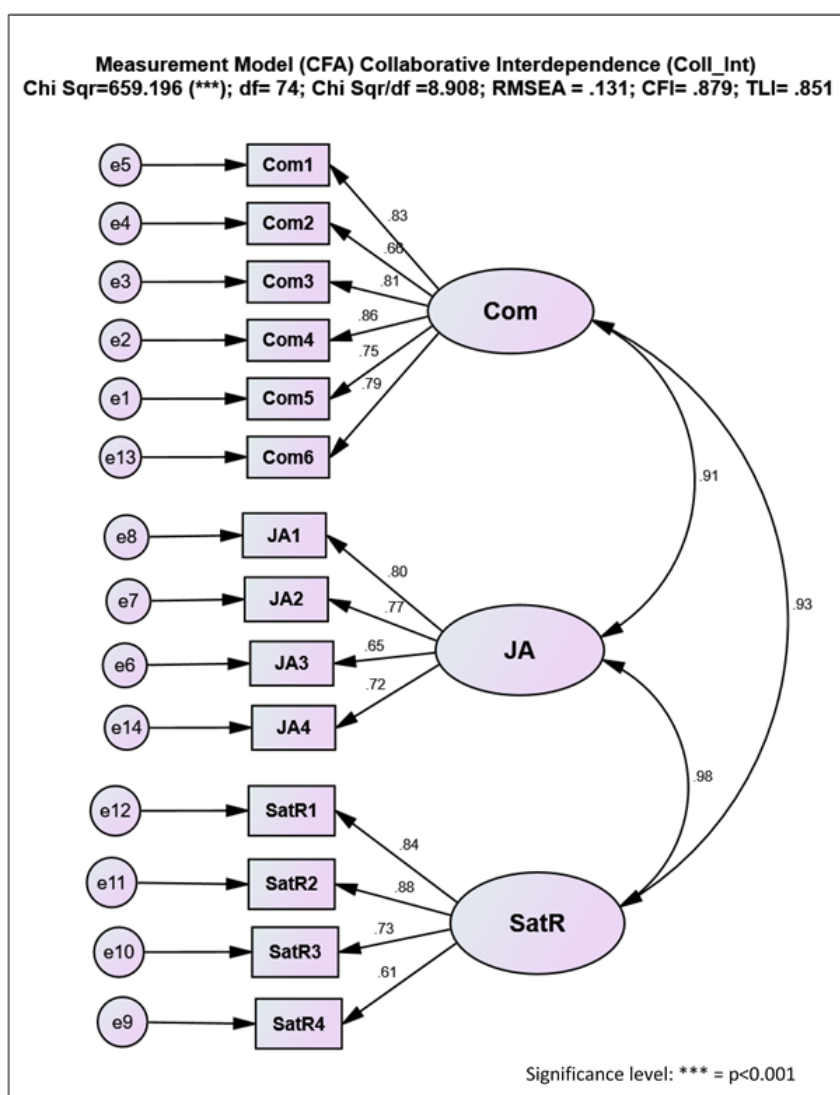 Measurement Model (CFA) Collaborative Interdependence (Coll_Int)
Chi Sqr=659.196 (***); df= 74; Chi Sqr/df =8.908; RMSEA = .131; CFI= .879; TLI= .851
e5
Com1
.83
e4
Com2
.66
e3
Com3
.81
Com
e2
Com4
.86
e1
Com5
.75
e13
Com6
.79
.91
e8
JA1
.80
e7
JA2
.77
.93
e6
JA3
.65
JA
e14
JA4
.72
.98
e12
SatR1
.84
e11
SatR2
.88
e10
SatR3
.73
SatR
e9
SatR4
.61
Significance level: *** = p<0.001